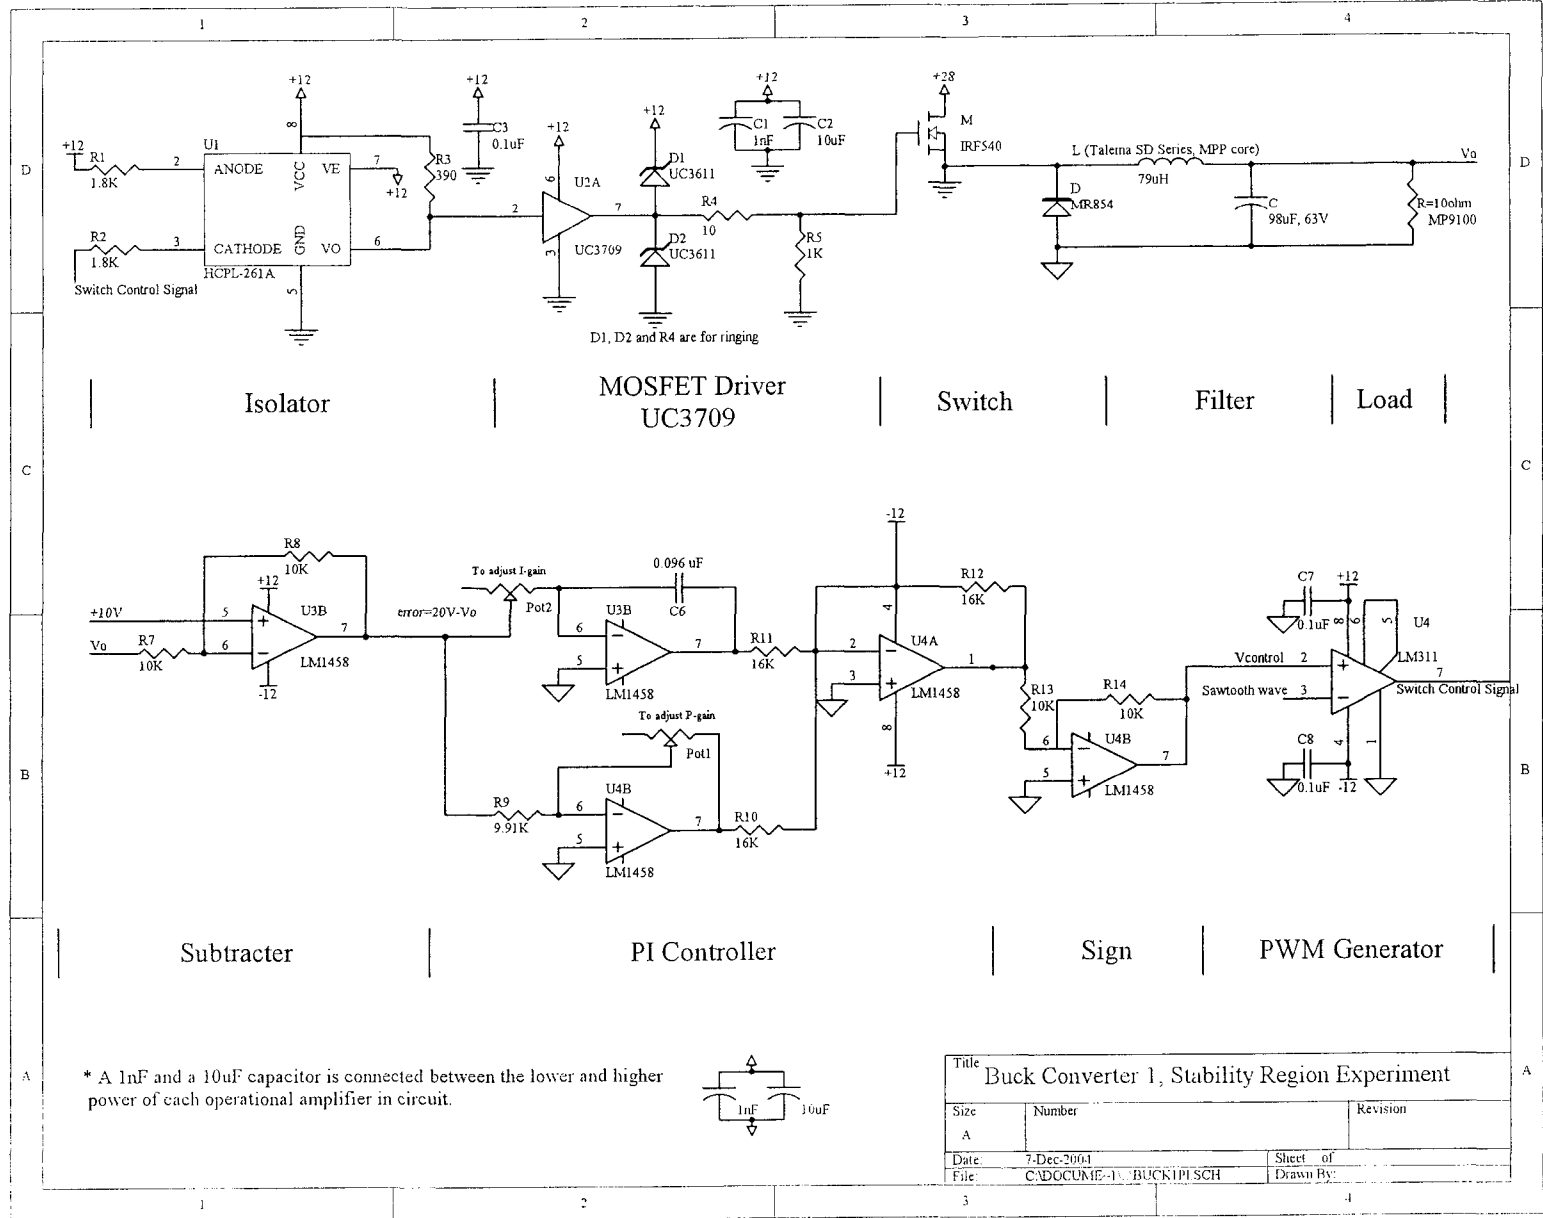 1 2 3 4
D
+12
+12
R1
1.8K
2
U1
ANODE
VCC
VE
8
7
+12
R3
390
R2
1.8K
3
CATHODE
GND
VO
6
HCPL-261A
5
Switch Control Signal
+12
C3
0.1uF
+12
6
2
U2A
7
UC3709
3
+12
D1
UC3611
D2
UC3611
R4
10
R5
1K
+12
C1
1nF
C2
10uF
D1, D2 and R4 are for ringing
+28
M
IRF540
L (Talema SD Series, MPP core)
79uH
D
MR854
C
98uF, 63V
R=10ohm
MP9100
Vo
D
Isolator
MOSFET Driver
UC3709
Switch
Filter
Load
C
C
R8
10K
+12
+10V
5
U3B
Vo
R7
10K
6
7
LM1458
-12
error=20V-Vo
To adjust I-gain
Pot2
0.096 uF
C6
U3B
6
7
5
LM1458
R11
16K
To adjust P-gain
Pot1
U4B
R9
9.91K
6
7
5
LM1458
R10
16K
-12
4
2
U4A
3
1
LM1458
8
+12
R12
16K
R13
10K
R14
10K
6
U4B
7
5
LM1458
C7
0.1uF
+12
8
6
5
U4
Vcontrol
2
LM311
Sawtooth wave
3
7
Switch Control Signal
C8
0.1uF
4
1
-12
B
B
Subtracter
PI Controller
Sign
PWM Generator
A
A
* A 1nF and a 10uF capacitor is connected between the lower and higher
power of each operational amplifier in circuit.
1nF
10uF
Title
Buck Converter 1, Stability Region Experiment
Size
A
Number
Revision
Date:
7-Dec-2004
Sheet of
File:
Drawn By:
1 2 3 4